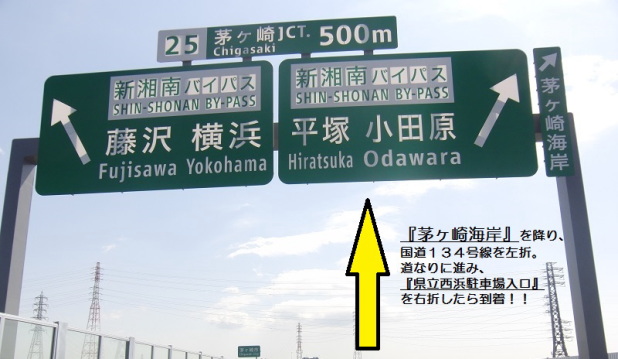 25 茅ヶ崎JCT. 500m
Chigasaki
新湘南バイパス
SHIN-SHONAN BY-PASS
藤沢 横浜
Fujisawa Yokohama
新湘南バイパス
SHIN-SHONAN BY-PASS
平塚 小田原
Hiratsuka Odawara
茅ヶ崎海岸
『茅ヶ崎海岸』を降り、
国道134号線を左折。
道なりに進み、
『県立西浜駐車場入口』
を右折したら到着!!